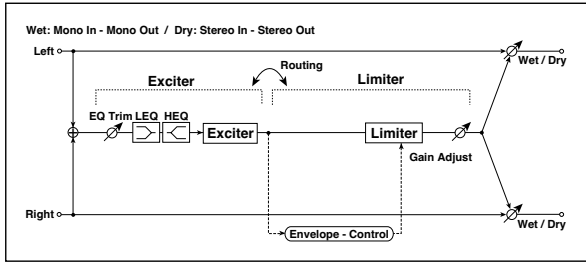 Wet: Mono In - Mono Out / Dry: Stereo In - Stereo Out
Left
Wet / Dry
Routing
Exciter
Limiter
EQ Trim LEQ HEQ
Exciter
Limiter
Gain Adjust
Right
Wet / Dry
Envelope - Control